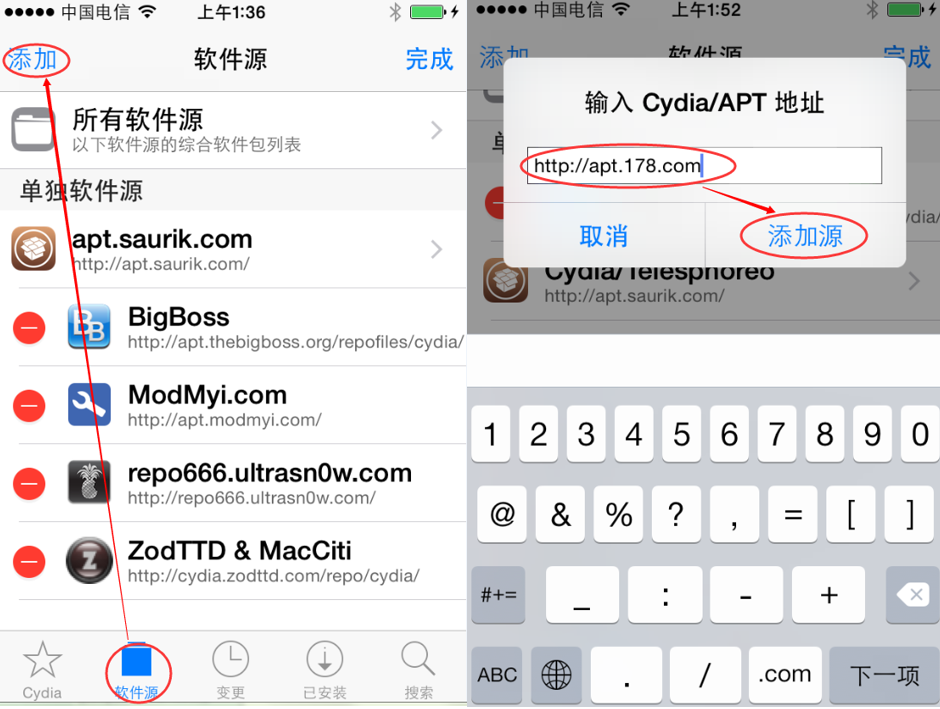 中国电信 上午1:36
添加 软件源 完成
所有软件源
以下软件源的综合软件包列表
单独软件源
apt.saurik.com
http://apt.saurik.com/
BigBoss
http://apt.thebigboss.org/repofiles/cydia/
ModMyi.com
http://apt.modmyi.com/
repo666.ultrasn0w.com
http://repo666.ultrasn0w.com/
ZodTTD & MacCiti
http://cydia.zodttd.com/repo/cydia/
Cydia 软件源 变更 已安装 搜索
中国电信 上午1:52
添加 软件源 完成
输入 Cydia/APT 地址
http://apt.178.com
单
ydia/
取消 添加源
Cydia/Telesphoreo
http://apt.saurik.com/
1 2 3 4 5 6 7 8 9 0
@ & % ? , = [ ]
#+= _ : - +
ABC . / .com 下一项